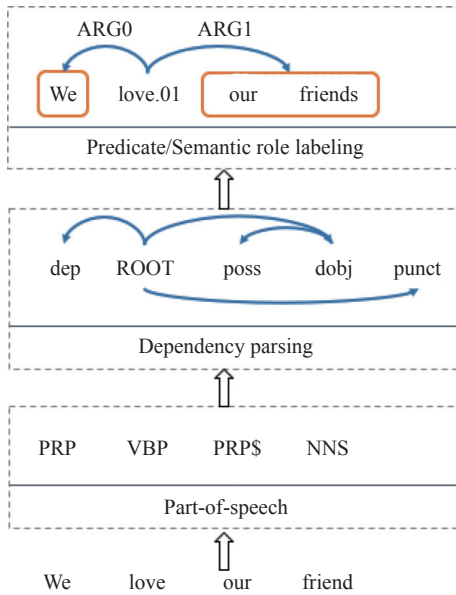 ARG0 ARG1
We love.01 our friends
Predicate/Semantic role labeling
dep ROOT poss dobj punct
Dependency parsing
PRP VBP PRP$ NNS
Part-of-speech
We love our friend